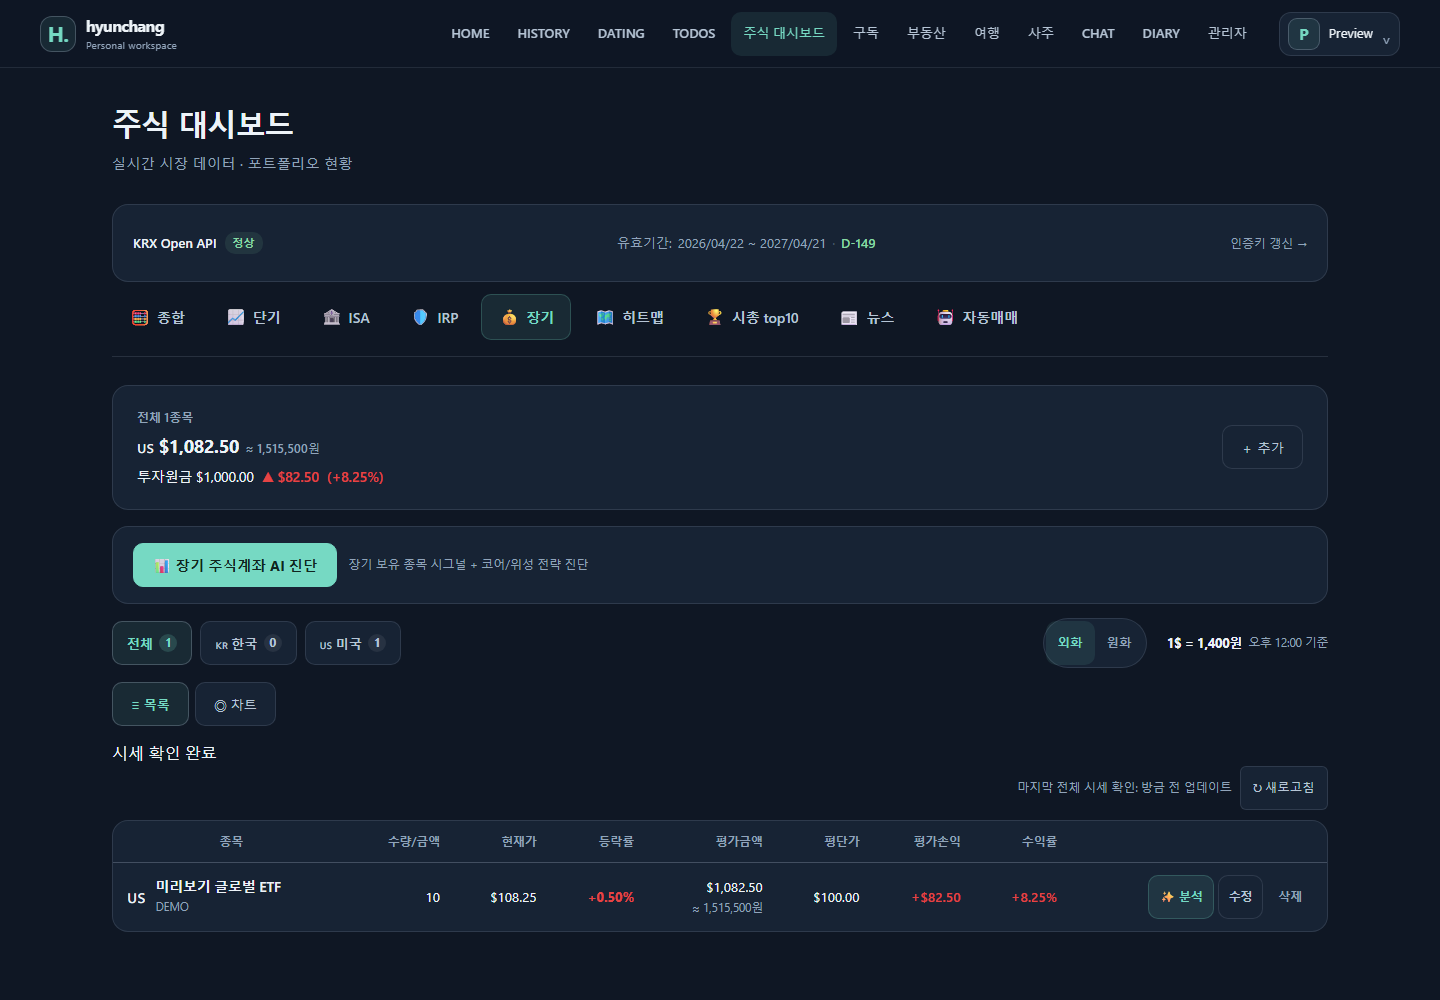 H.
hyunchang
Personal workspace
HOME HISTORY DATING TODOS 주식 대시보드 구독 부동산 여행 사주 CHAT DIARY 관리자
P Preview v
주식 대시보드
실시간 시장 데이터 · 포트폴리오 현황
KRX Open API 정상 유효기간: 2026/04/22 ~ 2027/04/21 · D-149 인증키 갱신 →
종합 단기 ISA IRP 장기 히트맵 시총 top10 뉴스 자동매매
전체 1종목
US $1,082.50 ≈ 1,515,500원
투자원금 $1,000.00 ▲ $82.50 (+8.25%)
+ 추가
장기 주식계좌 AI 진단 장기 보유 종목 시그널 + 코어/위성 전략 진단
전체 1 KR 한국 0 US 미국 1 외화 원화 1$ = 1,400원 오후 12:00 기준
≡ 목록 ◎ 차트
시세 확인 완료
마지막 전체 시세 확인: 방금 전 업데이트 ↻ 새로고침
종목 수량/금액 현재가 등락률 평가금액 평단가 평가손익 수익률
US 미리보기 글로벌 ETF 10 $108.25 +0.50% $1,082.50 $100.00 +$82.50 +8.25% ✨ 분석 수정 삭제
DEMO ≈ 1,515,500원